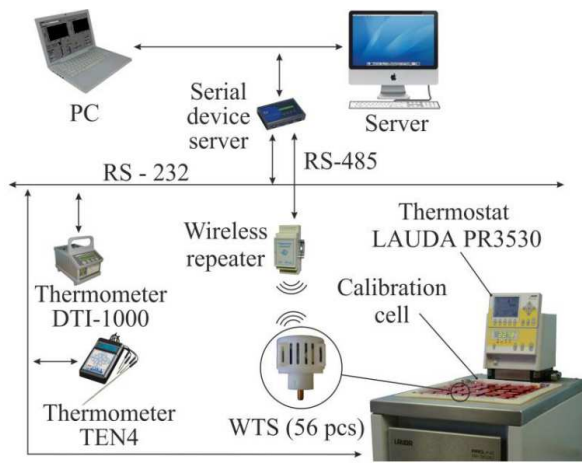 PC
Serial
device
server
Server
RS - 232
RS-485
Wireless
repeater
Thermostat
LAUDA PR3530
Thermometer
DTI-1000
Calibration
cell
Thermometer
TEN4
WTS (56 pcs)
LAUDA